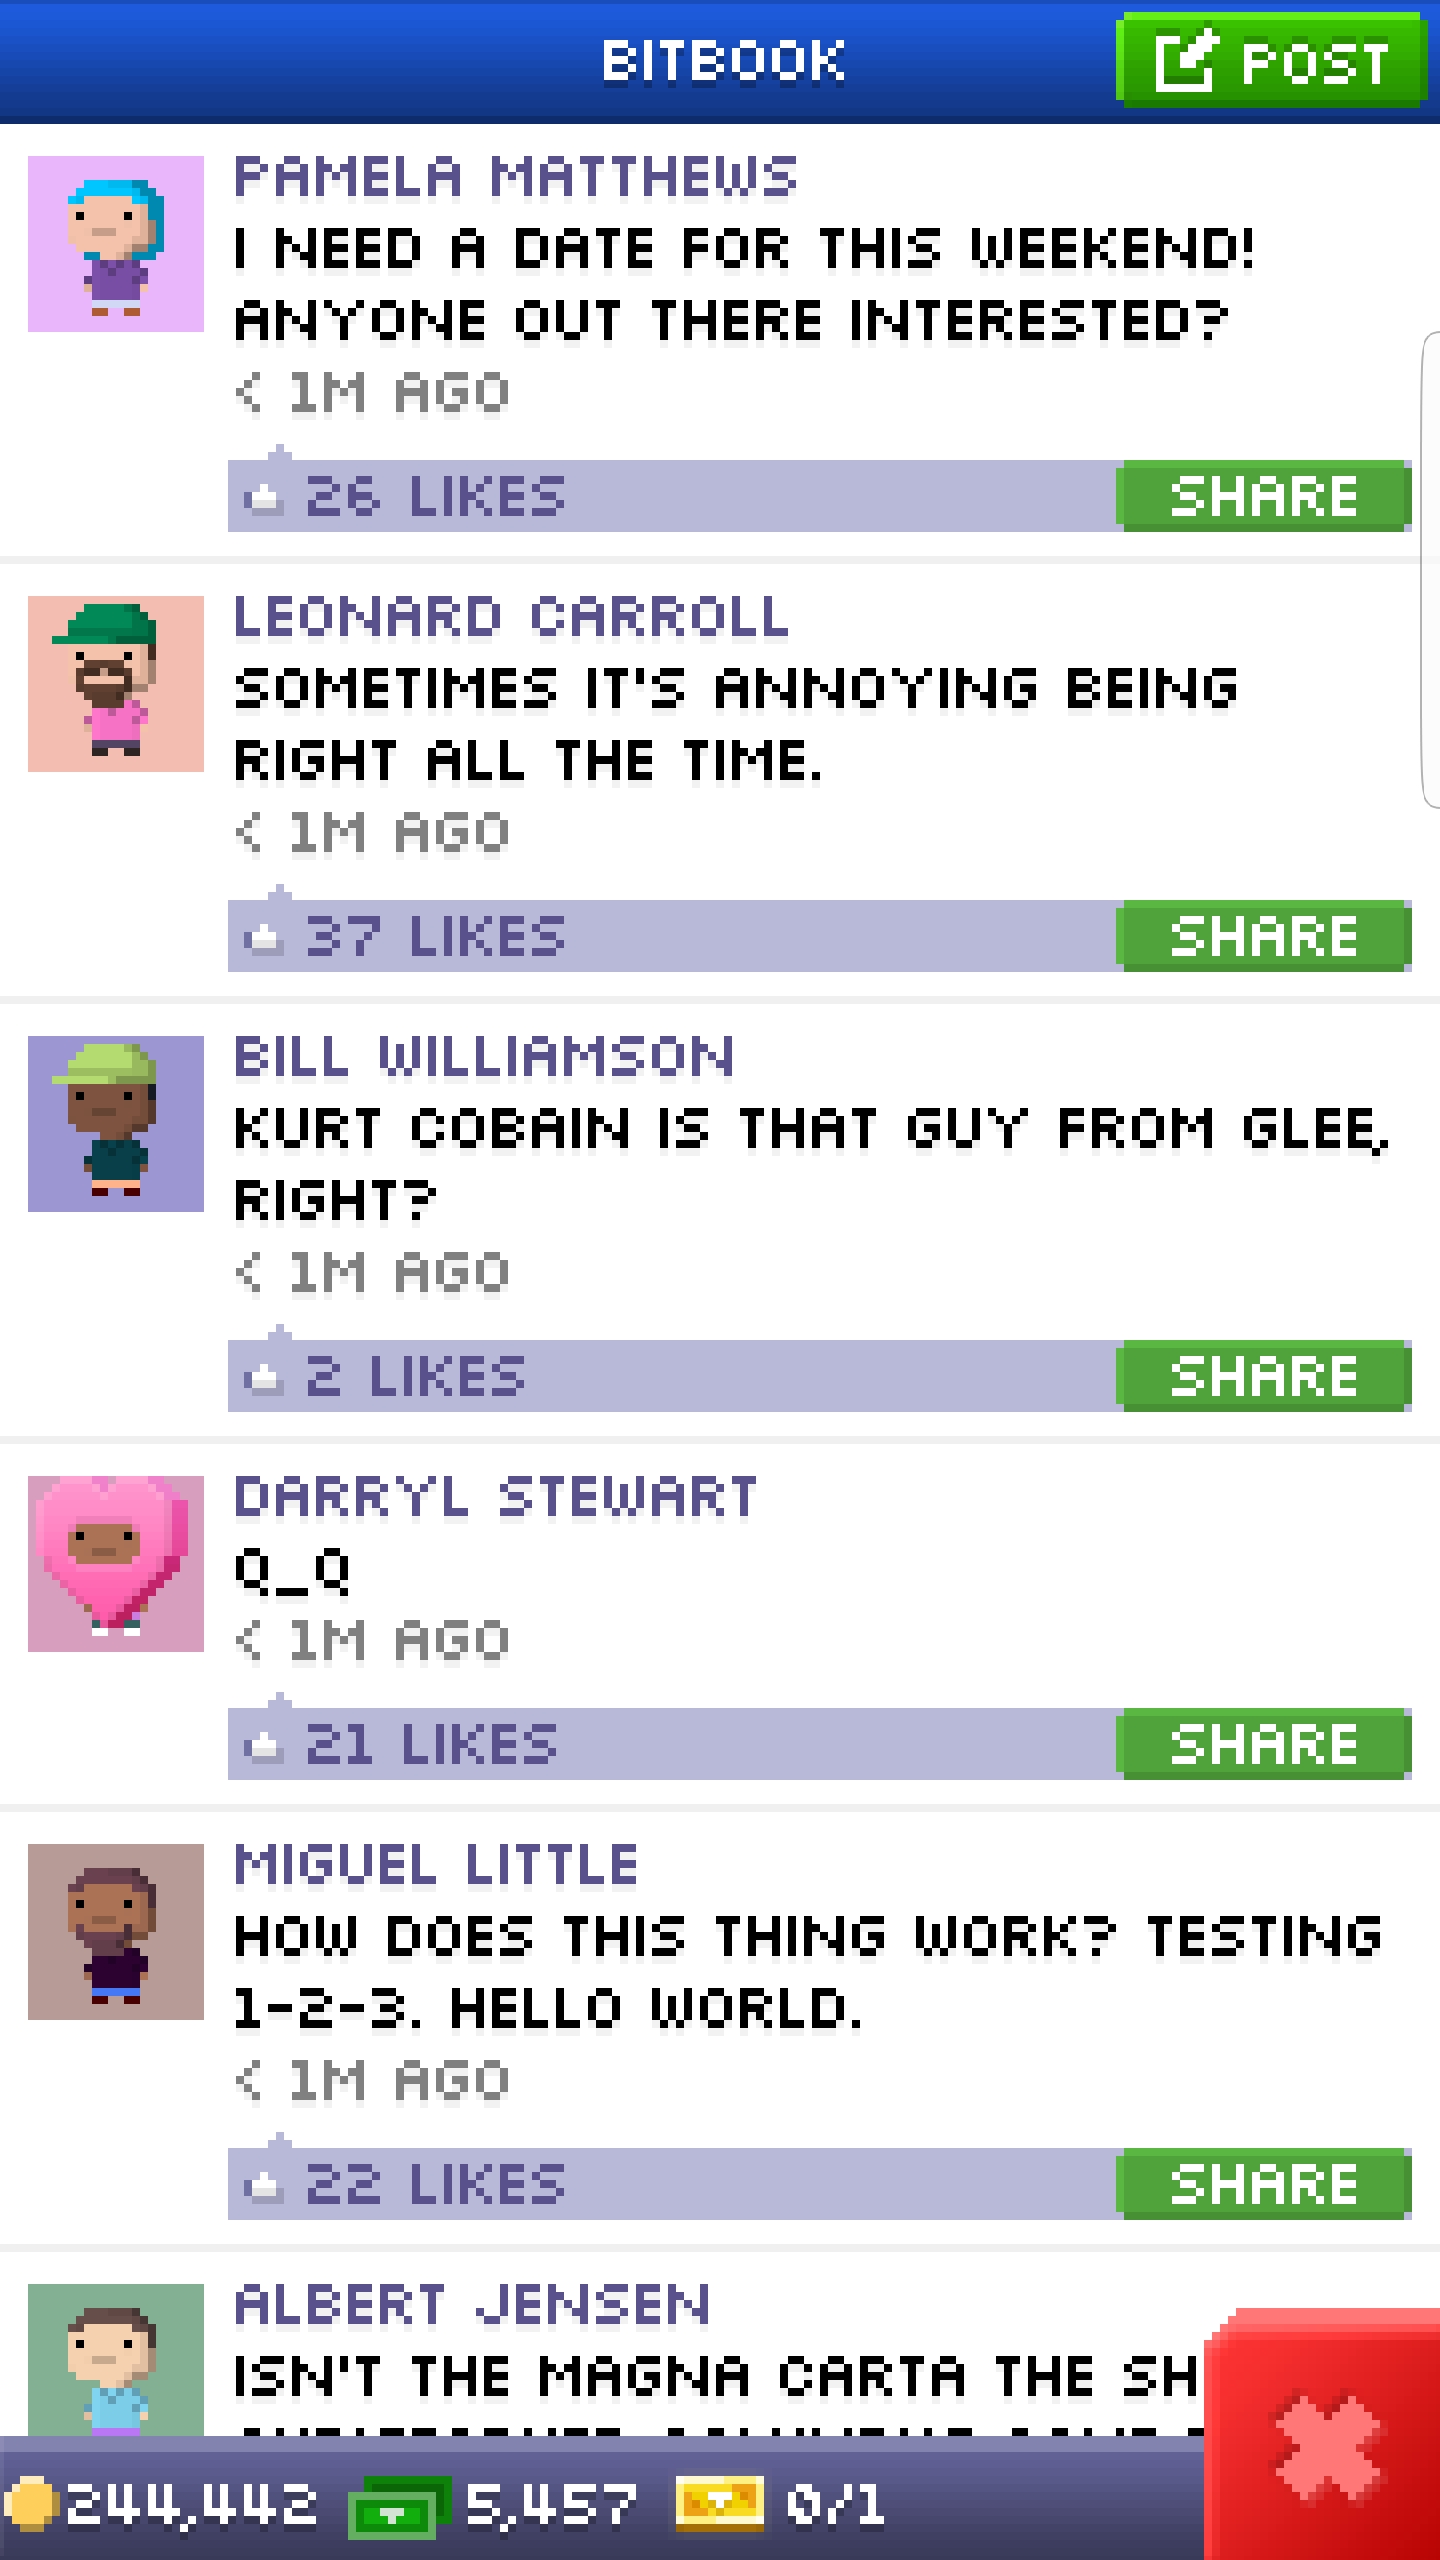 BITBOOK
POST
PAMELA MATTHEWS
I NEED A DATE FOR THIS WEEKEND!
ANYONE OUT THERE INTERESTED?
< 1M AGO
26 LIKES
SHARE
LEONARD CARROLL
SOMETIMES IT'S ANNOYING BEING
RIGHT ALL THE TIME.
< 1M AGO
37 LIKES
SHARE
BILL WILLIAMSON
KURT COBAIN IS THAT GUY FROM GLEE,
RIGHT?
< 1M AGO
2 LIKES
SHARE
DARRYL STEWART
Q_Q
< 1M AGO
21 LIKES
SHARE
MIGUEL LITTLE
HOW DOES THIS THING WORK? TESTING
1-2-3. HELLO WORLD.
< 1M AGO
22 LIKES
SHARE
ALBERT JENSEN
ISN'T THE MAGNA CARTA THE SH
244,442
5,457
0/1